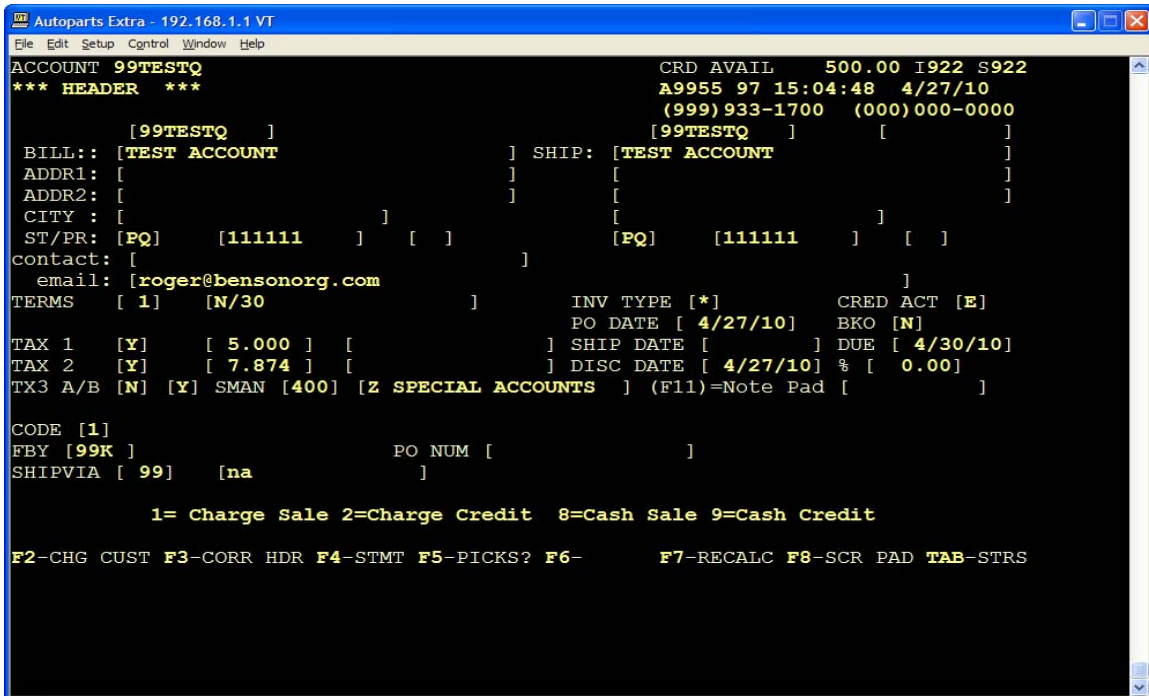 Autoparts Extra - 192.168.1.1 VT
File Edit Setup Control Window Help
ACCOUNT 99TESTQ CRD AVAIL 500.00 I922 S922
*** HEADER *** A9955 97 15:04:48 4/27/10
(999)933-1700 (000)000-0000
[99TESTQ ] [99TESTQ ] [ ]
BILL:: [TEST ACCOUNT ] SHIP: [TEST ACCOUNT ]
ADDR1: [ ] [ ]
ADDR2: [ ] [ ]
CITY : [ ] [ ]
ST/PR: [PQ] [111111 ] [ ] [PQ] [111111 ] [ ]
contact: [ ]
email: [roger@bensonorg.com ]
TERMS [ 1] [N/30 ] INV TYPE [*] CRED ACT [E]
PO DATE [ 4/27/10] BKO [N]
TAX 1 [Y] [ 5.000 ] [ ] SHIP DATE [ ] DUE [ 4/30/10]
TAX 2 [Y] [ 7.874 ] [ ] DISC DATE [ 4/27/10] % [ 0.00]
TX3 A/B [N] [Y] SMAN [400] [Z SPECIAL ACCOUNTS ] (F11)=Note Pad [ ]
CODE [1]
FBY [99K ] PO NUM [ ]
SHIPVIA [ 99] [na ]
1= Charge Sale 2=Charge Credit 8=Cash Sale 9=Cash Credit
F2-CHG CUST F3-CORR HDR F4-STMT F5-PICKS? F6- F7-RECALC F8-SCR PAD TAB-STRS